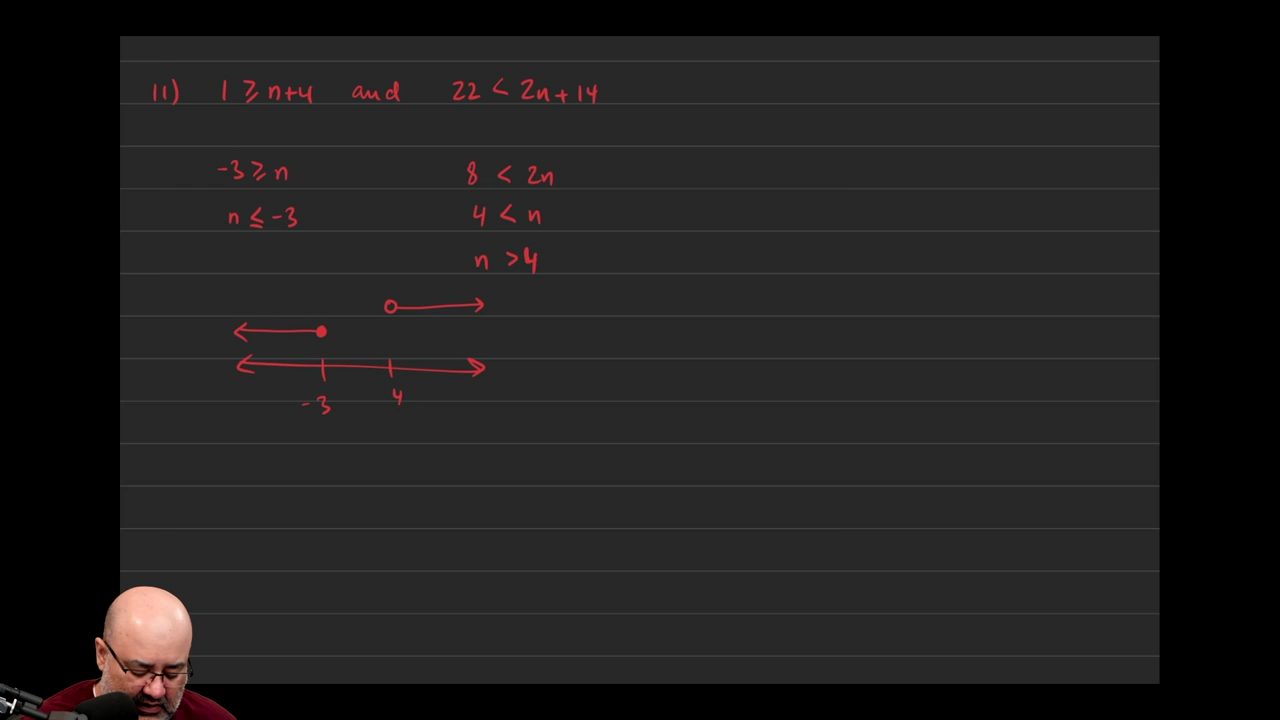 11) 1 ≥ n+4 and 22 < 2n+14
-3 ≥ n 8 < 2n
n ≤ -3 4 < n
n > 4
-3 4